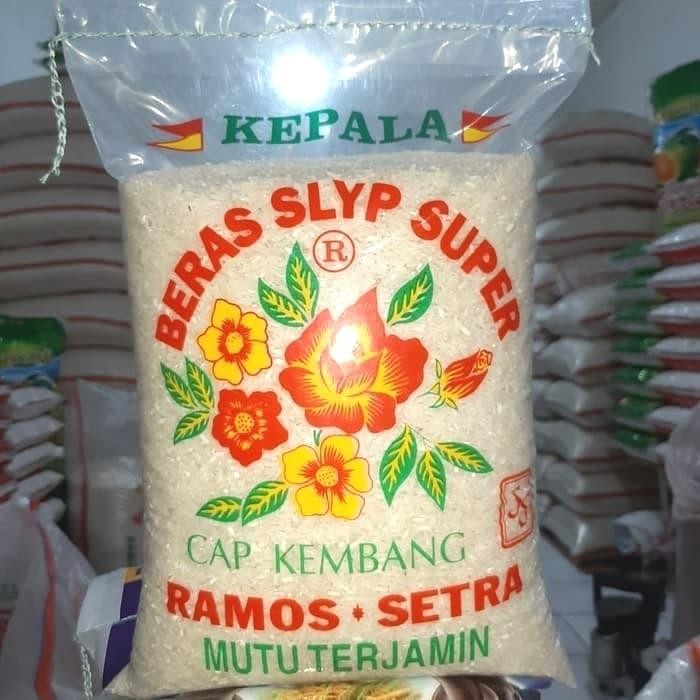 KEPALA
BERAS SLYP SUPER
®
CAP KEMBANG
RAMOS * SETRA
MUTU TERJAMIN